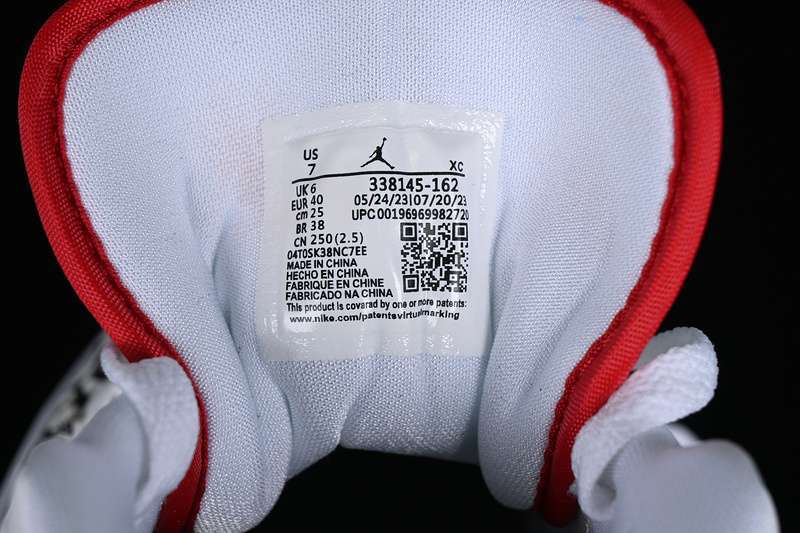 US
7
XC
UK 6
EUR 40
cm 25
BR 38
CN 250 (2.5)
338145-162
05/24/23|07/20/23
UPC 00196969982720
04T0SK38NC7EE
MADE IN CHINA
HECHO EN CHINA
FABRIQUE EN CHINE
FABRICADO NA CHINA
This product is covarad by one or more patents:
www.nike.com/patentsvirtualmarking